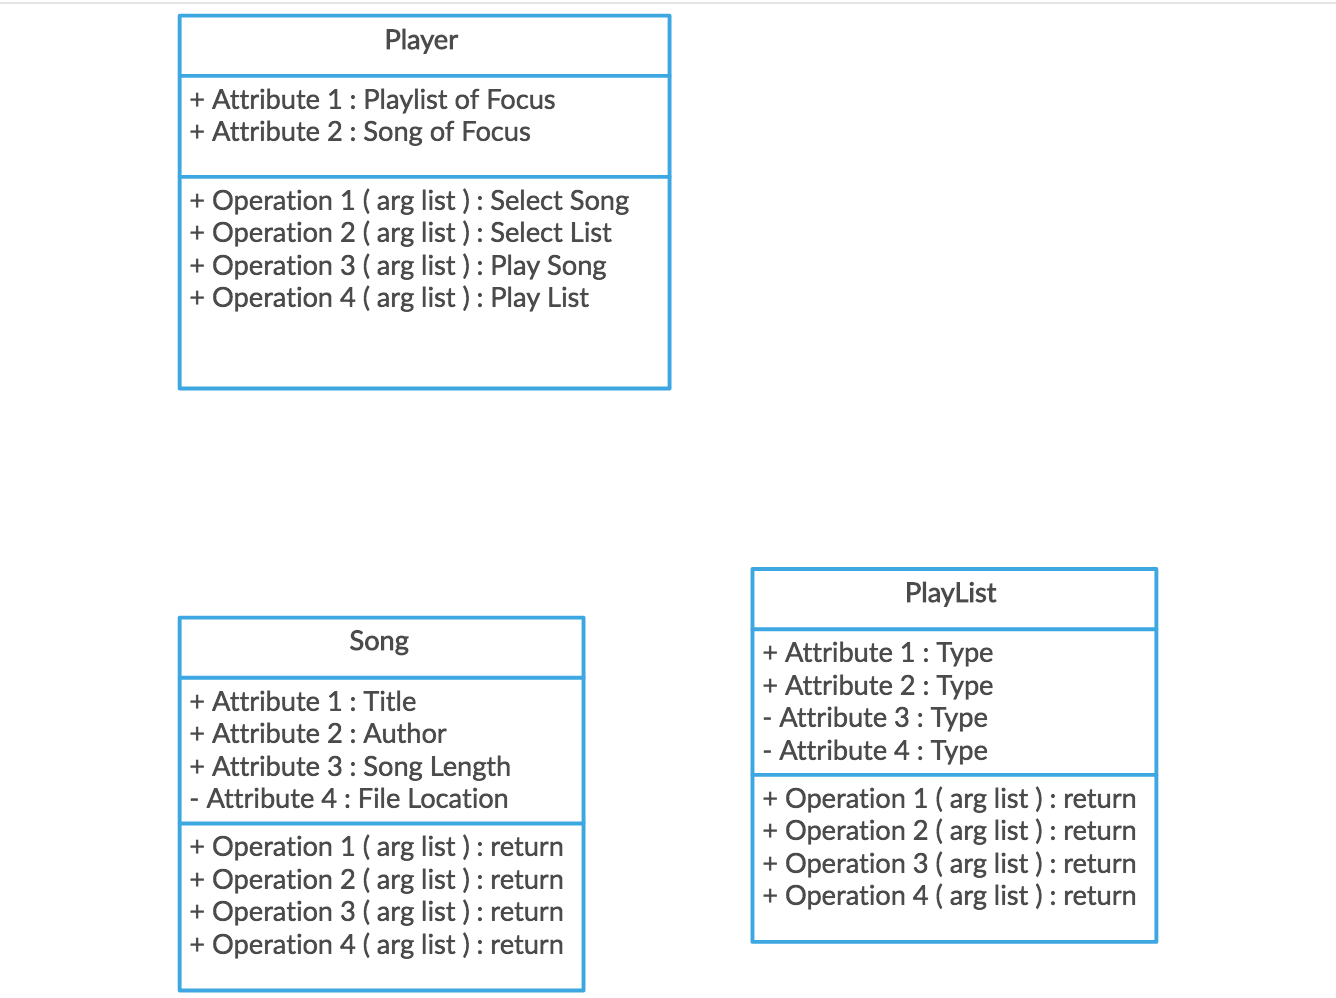 Player
+ Attribute 1 : Playlist of Focus
+ Attribute 2 : Song of Focus
+ Operation 1 ( arg list ) : Select Song
+ Operation 2 ( arg list ) : Select List
+ Operation 3 ( arg list ) : Play Song
+ Operation 4 ( arg list ) : Play List
Song
+ Attribute 1 : Title
+ Attribute 2 : Author
+ Attribute 3 : Song Length
- Attribute 4 : File Location
+ Operation 1 ( arg list ) : return
+ Operation 2 ( arg list ) : return
+ Operation 3 ( arg list ) : return
+ Operation 4 ( arg list ) : return
PlayList
+ Attribute 1 : Type
+ Attribute 2 : Type
- Attribute 3 : Type
- Attribute 4 : Type
+ Operation 1 ( arg list ) : return
+ Operation 2 ( arg list ) : return
+ Operation 3 ( arg list ) : return
+ Operation 4 ( arg list ) : return